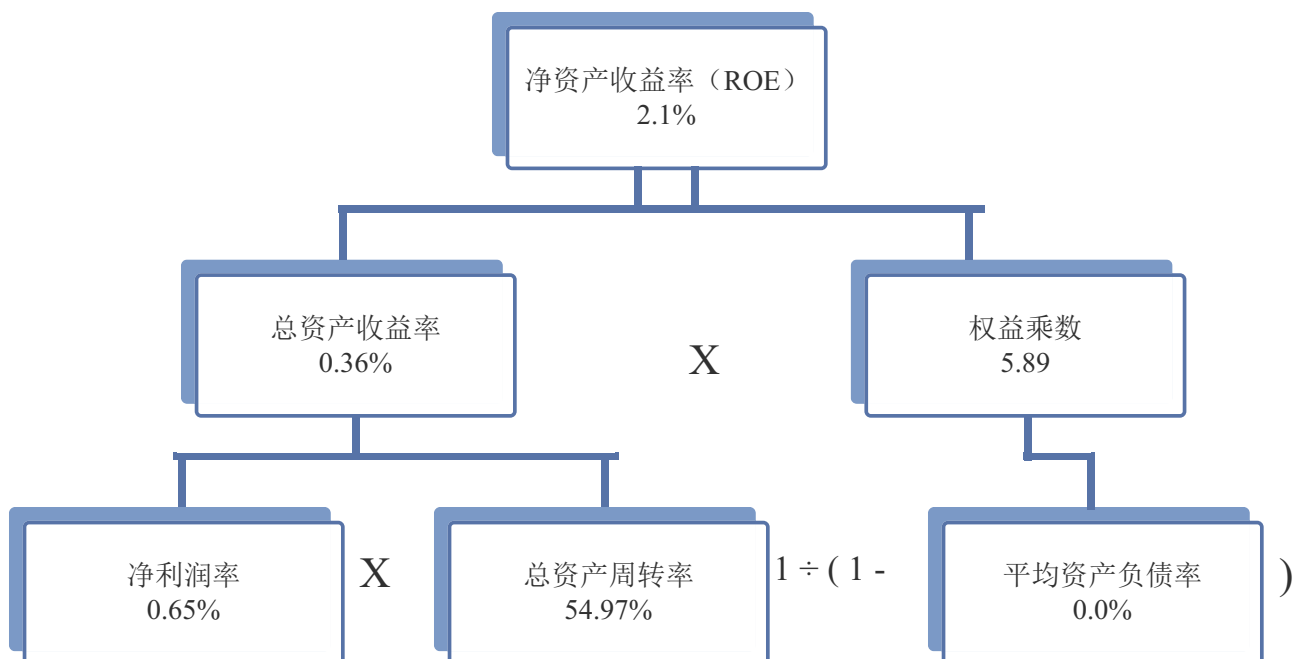 净资产收益率（ROE）
2.1%
总资产收益率
0.36%
X
权益乘数
5.89
净利润率
0.65%
X
总资产周转率
54.97%
1 ÷ ( 1 -
平均资产负债率
0.0%
)